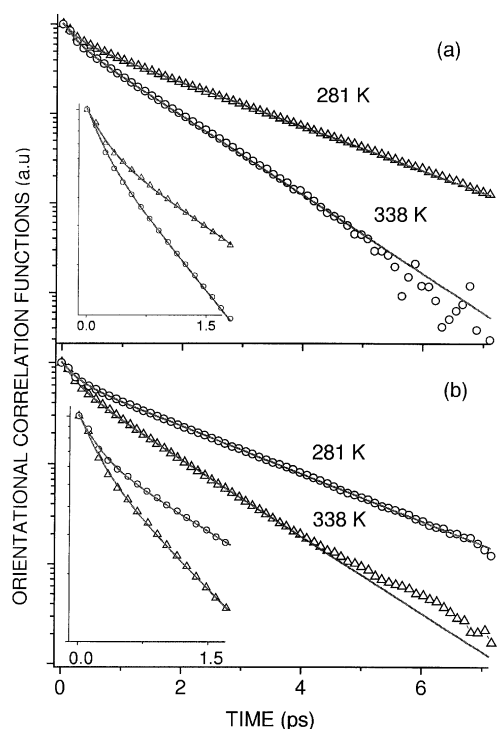 ORIENTATIONAL CORRELATION FUNCTIONS (a.u)
(a)
281 K
338 K
0.0 1.5
(b)
281 K
338 K
0.0 1.5
0 2 4 6
TIME (ps)